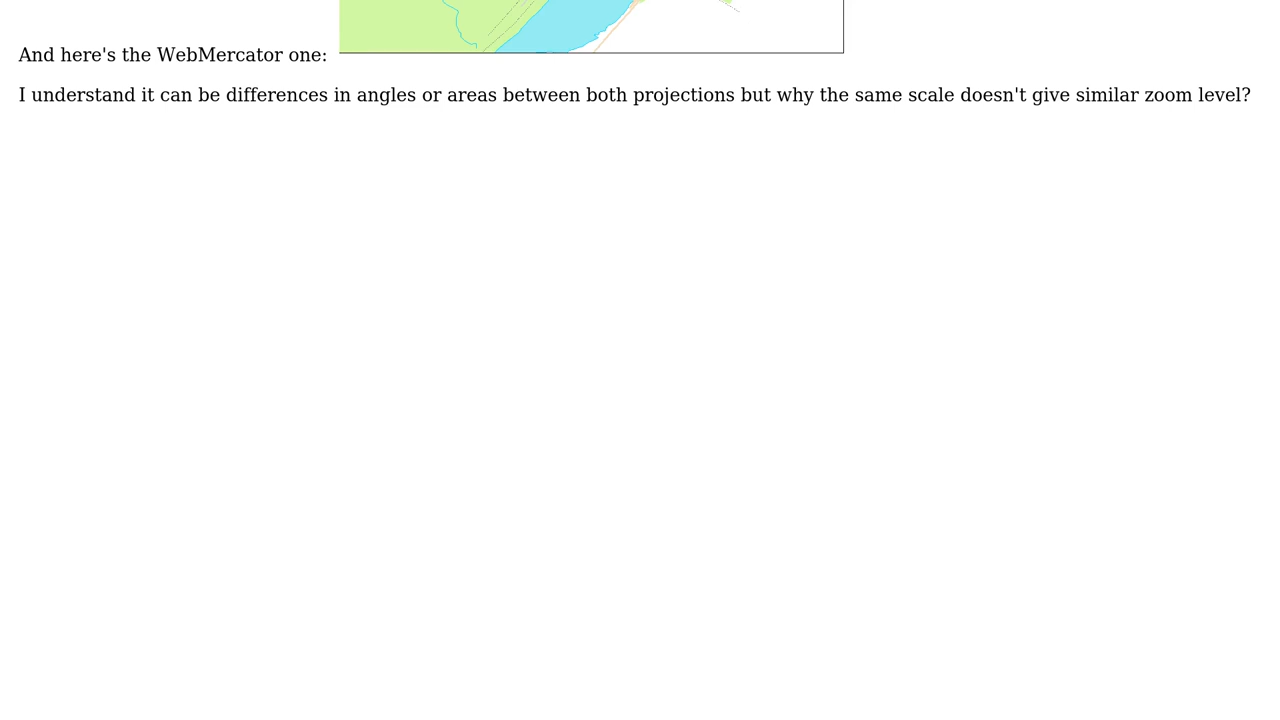 And here's the WebMercator one:
I understand it can be differences in angles or areas between both projections but why the same scale doesn't give similar zoom level?